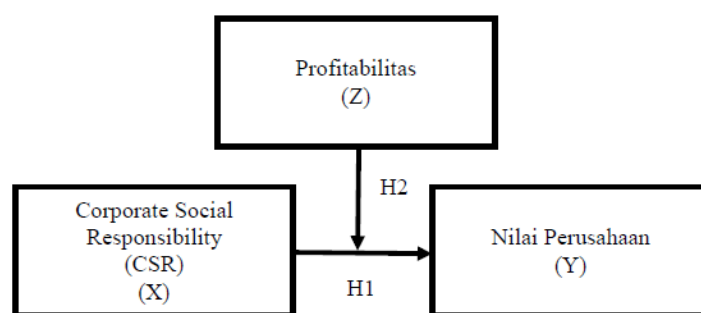 Profitabilitas
(Z)
H2
Corporate Social
Responsibility
(CSR)
(X)
H1
Nilai Perusahaan
(Y)